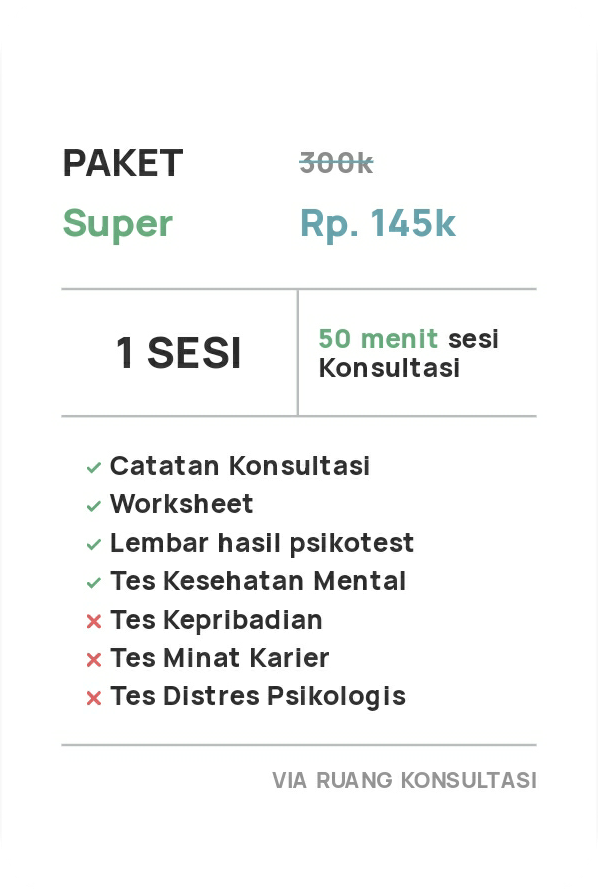 PAKET
300k
Super
Rp. 145k
1 SESI
50 menit sesi
Konsultasi
Catatan Konsultasi
Worksheet
Lembar hasil psikotest
Tes Kesehatan Mental
Tes Kepribadian
Tes Minat Karier
Tes Distres Psikologis
VIA RUANG KONSULTASI